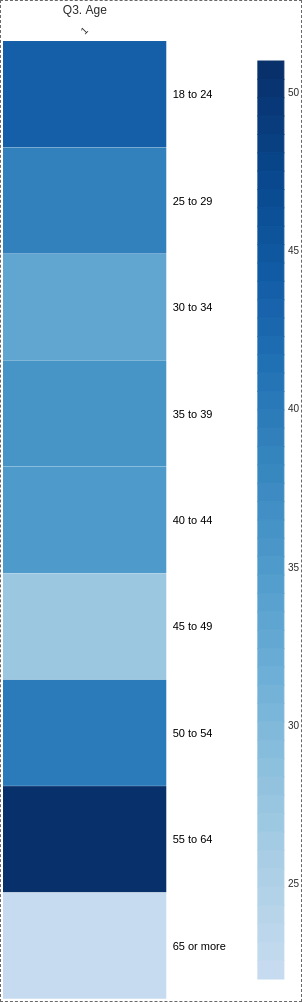 Q3. Age
1
18 to 24
25 to 29
30 to 34
35 to 39
40 to 44
45 to 49
50 to 54
55 to 64
65 or more
50
45
40
35
30
25